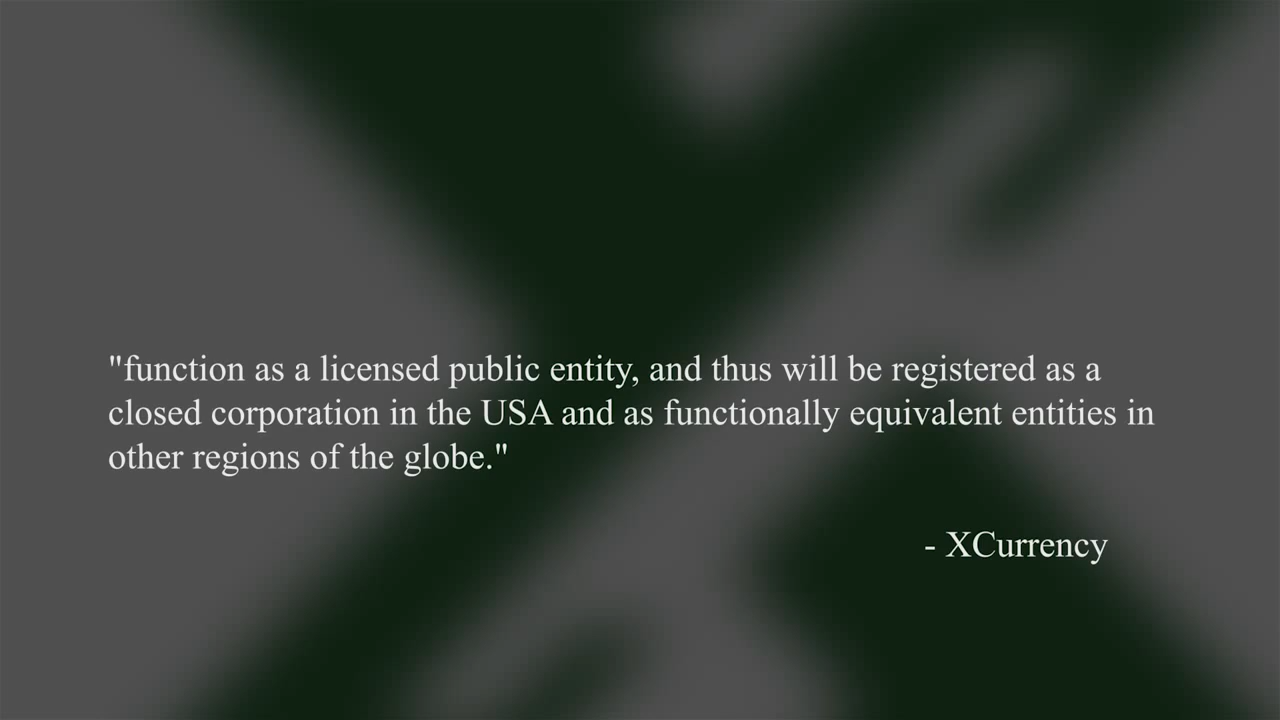 "function as a licensed public entity, and thus will be registered as a
closed corporation in the USA and as functionally equivalent entities in
other regions of the globe."
- XCurrency